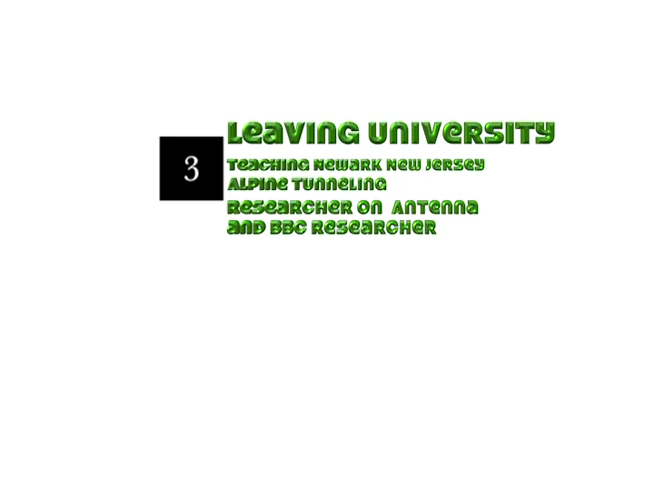 3
Leaving University
Teaching Newark New Jersey
Alpine Tunneling
Researcher on Antenna
and BBC Researcher